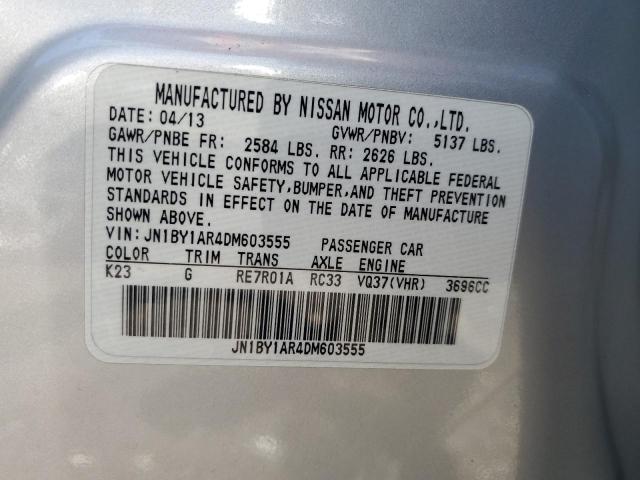 MANUFACTURED BY NISSAN MOTOR CO.,LTD.
DATE: 04/13 GVWR/PNBV: 5137 LBS.
GAWR/PNBE FR: 2584 LBS. RR: 2626 LBS.
THIS VEHICLE CONFORMS TO ALL APPLICABLE FEDERAL
MOTOR VEHICLE SAFETY,BUMPER,AND THEFT PREVENTION
STANDARDS IN EFFECT ON THE DATE OF MANUFACTURE
SHOWN ABOVE.
VIN:JN1BY1AR4DM603555 PASSENGER CAR
COLOR TRIM TRANS AXLE ENGINE
K23 G RE7R01A RC33 VQ37(VHR) 3696CC
JN1BY1AR4DM603555